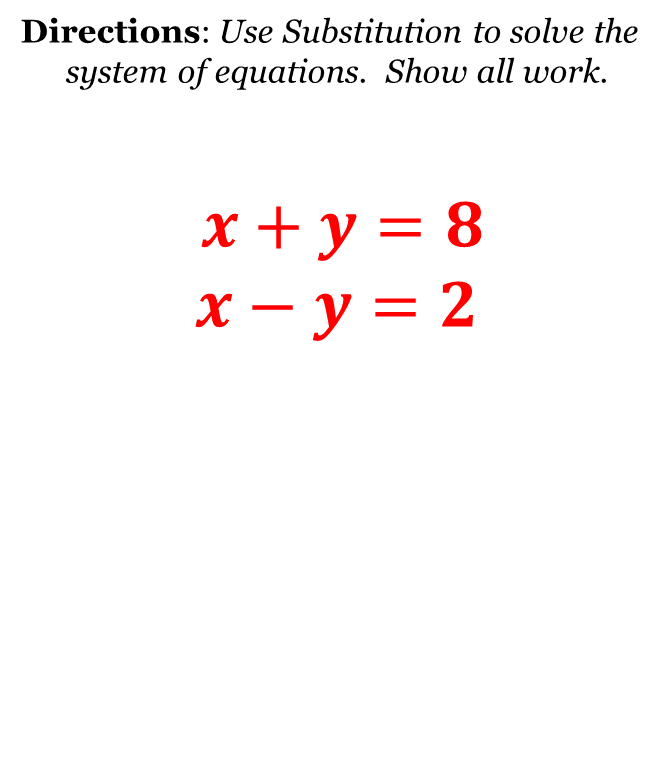 Directions: Use Substitution to solve the
system of equations.  Show all work.
x + y = 8
x − y = 2